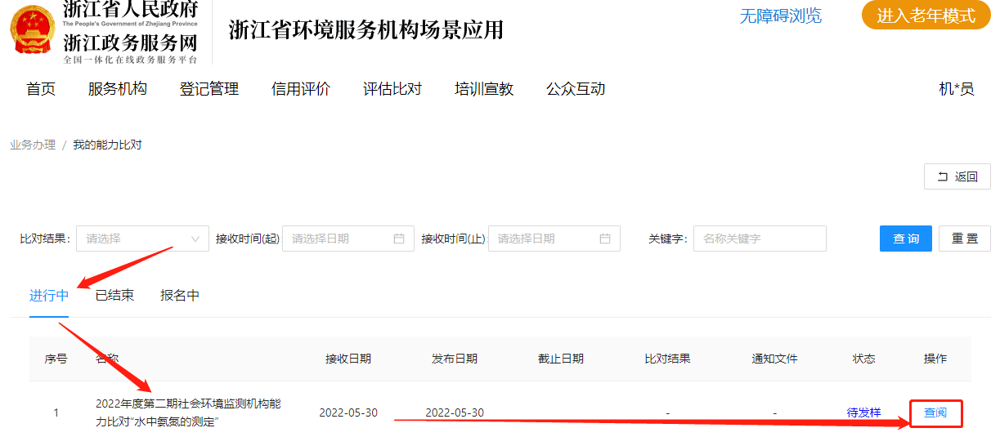 浙江省人民政府
The People's Government of Zhejiang Province
浙江政务服务网
全国一体化在线政务服务平台
浙江省环境服务机构场景应用
无障碍浏览
进入老年模式
首页 服务机构 登记管理 信用评价 评估比对 培训宣教 公众互动 机*员
业务办理 / 我的能力比对
返回
比对结果: 请选择 接收时间(起) 请选择日期 接收时间(止): 请选择日期 关键字: 名称关键字 查 询 重 置
进行中 已结束 报名中
序号 名称 接收日期 发布日期 截止日期 比对结果 通知文件 状态 操作
1 2022年度第二期社会环境监测机构能力比对“水中氨氮的测定” 2022-05-30 2022-05-30 - - 待发样 查阅